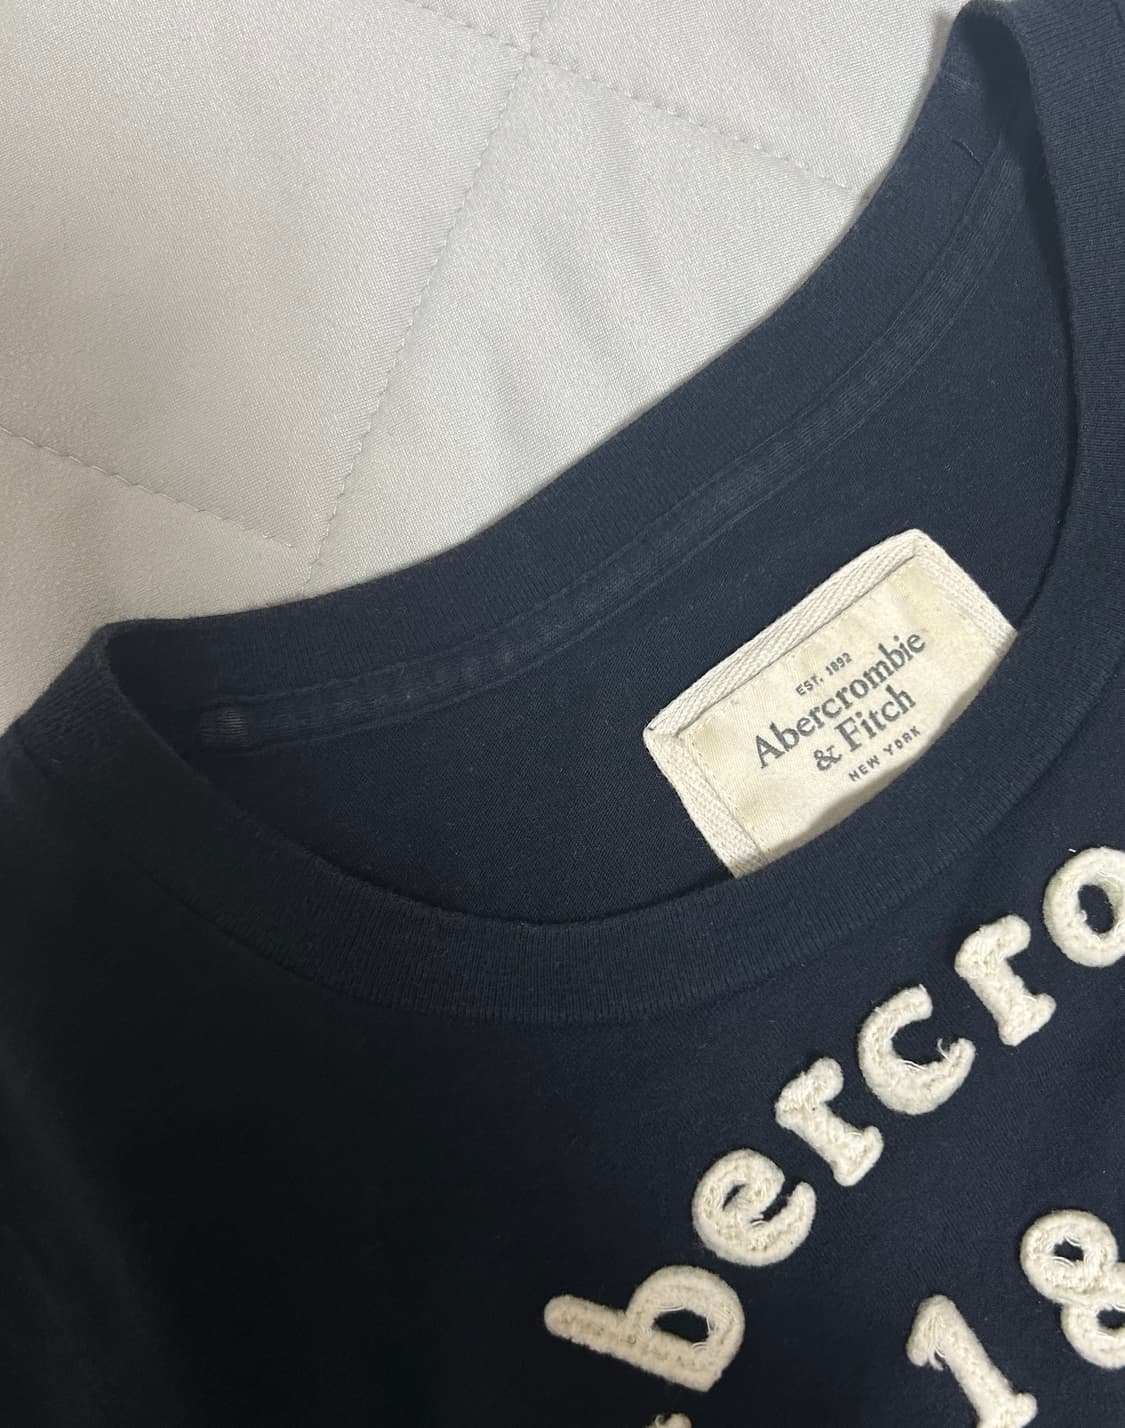 EST. 1892
Abercrombie
& Fitch
NEW YORK
bercro
18